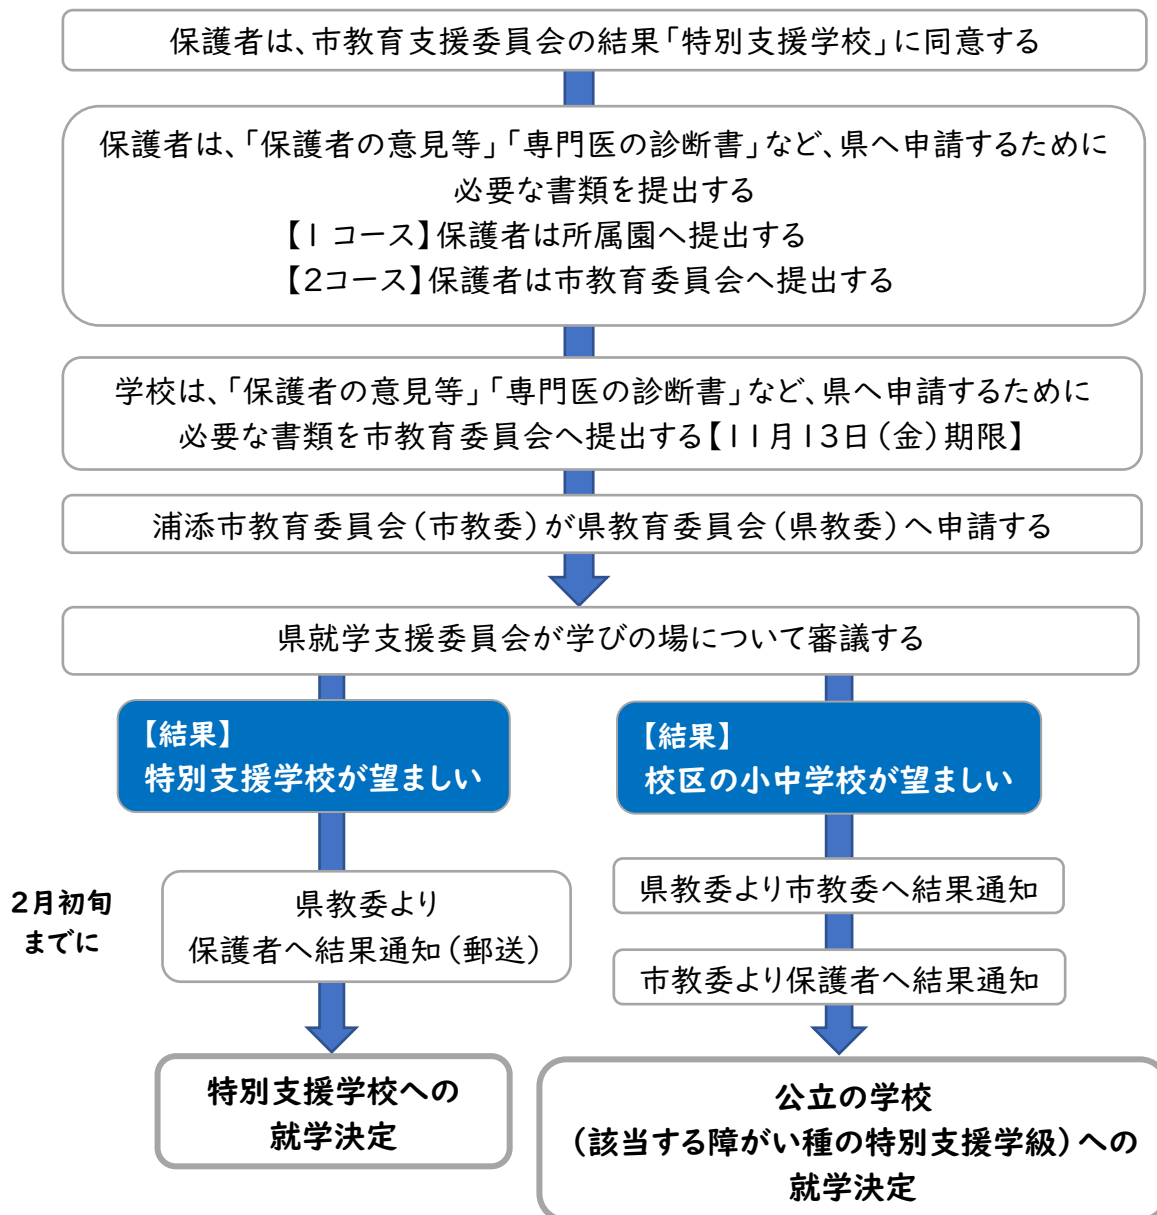 保護者は、市教育支援委員会の結果「特別支援学校」に同意する
保護者は、「保護者の意見等」「専門医の診断書」など、県へ申請するために
必要な書類を提出する
【1コース】保護者は所属園へ提出する
【2コース】保護者は市教育委員会へ提出する
学校は、「保護者の意見等」「専門医の診断書」など、県へ申請するために
必要な書類を市教育委員会へ提出する【11月13日(金)期限】
浦添市教育委員会(市教委)が県教育委員会(県教委)へ申請する
県就学支援委員会が学びの場について審議する
【結果】
特別支援学校が望ましい
【結果】
校区の小中学校が望ましい
2月初旬
までに
県教委より
保護者へ結果通知(郵送)
県教委より市教委へ結果通知
市教委より保護者へ結果通知
特別支援学校への
就学決定
公立の学校
(該当する障がい種の特別支援学級)への
就学決定